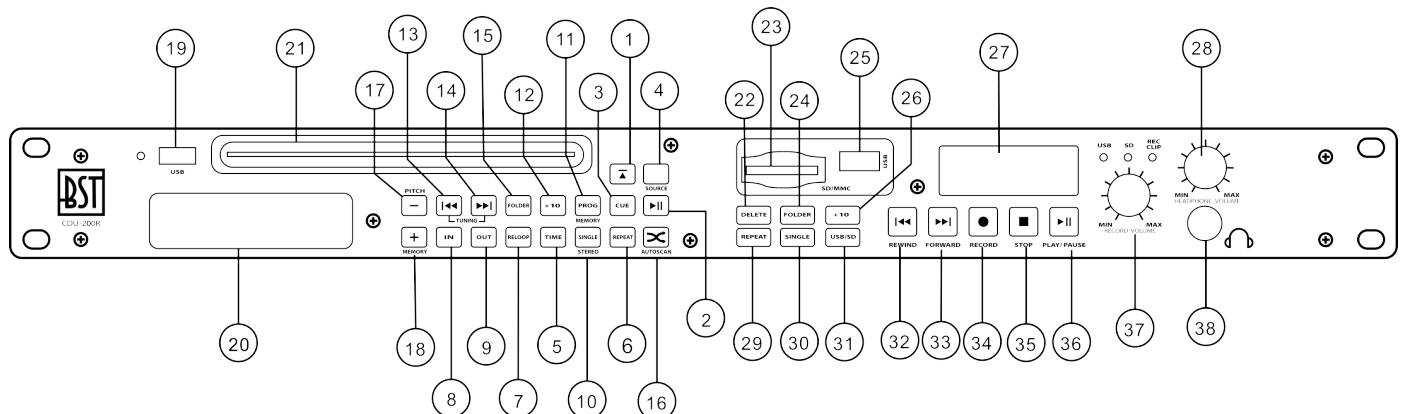 19
21
13
15
11
1
17
14
12
3
4
23
25
22
24
26
27
28
USB
BST
CDU-200R
PITCH
TUNING
FOLDER
+10
PROG
MEMORY
CUE
SOURCE
+
MEMORY
IN
OUT
RELOOP
TIME
SINGLE
STEREO
REPEAT
AUTOSCAN
SD/MMC
USB
DELETE
FOLDER
+10
REPEAT
SINGLE
USB/SD
USB SD REC CLIP
REWIND FORWARD RECORD STOP PLAY/PAUSE
MIN MAX
RECORD VOLUME
MIN MAX
HEADPHONE VOLUME
20
18
8
9
7
5
10
6
16
2
29
30
31
32
33
34
35
36
37
38